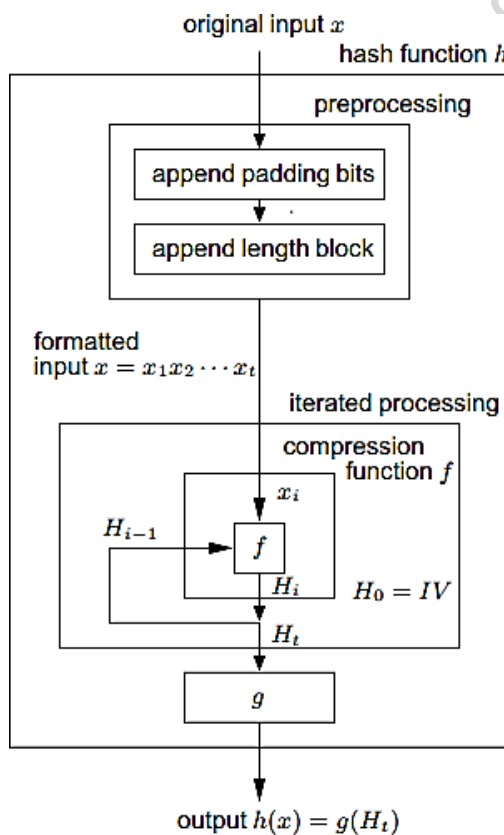 original input x
hash function h
preprocessing
append padding bits
append length block
formatted
input x = x₁x₂ ⋯ xₜ
iterated processing
compression
function f
xᵢ
Hᵢ₋₁
f
Hᵢ
H₀ = IV
Hₜ
g
output h(x) = g(Hₜ)